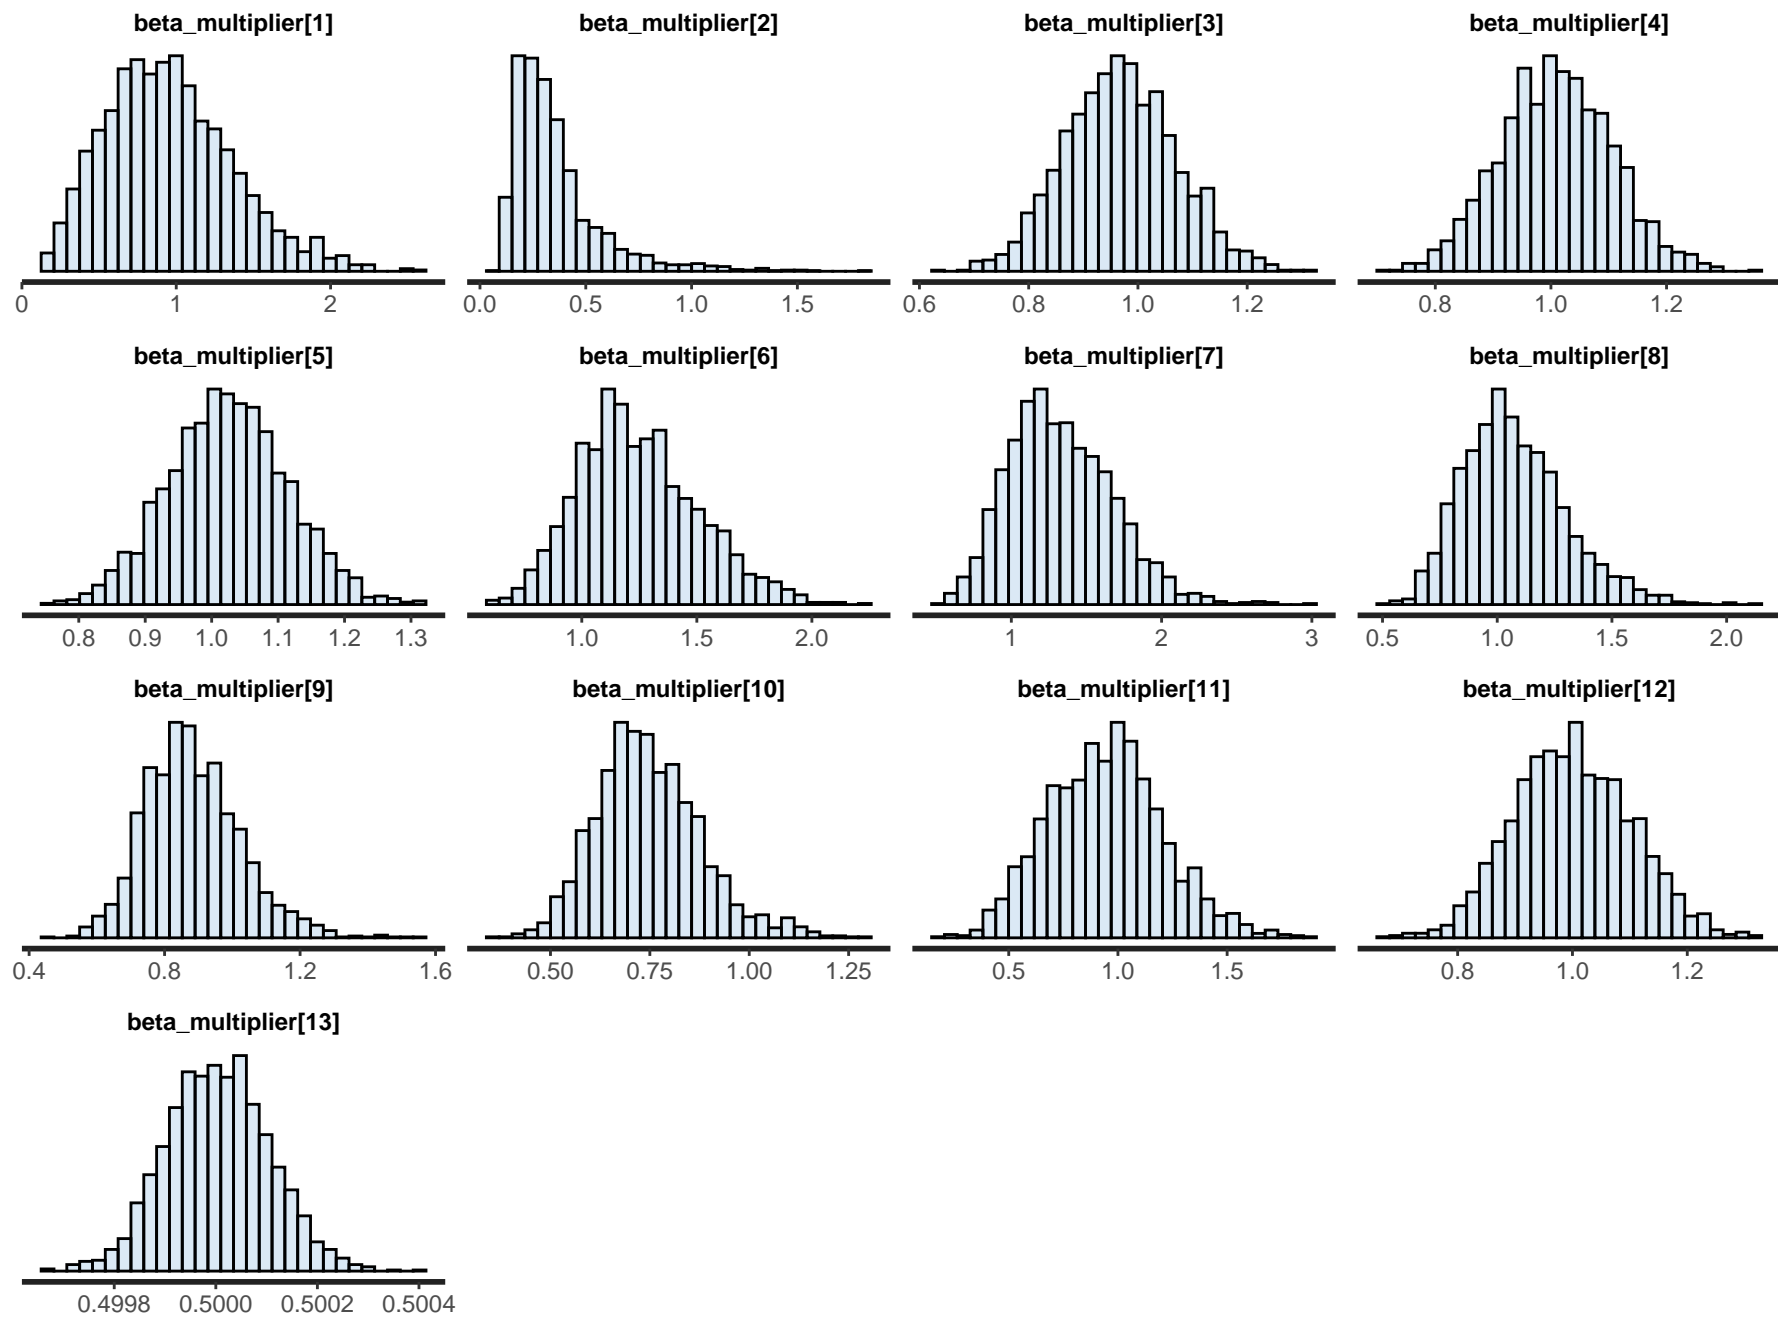 beta_multiplier[1] beta_multiplier[2] beta_multiplier[3] beta_multiplier[4]
0 1 2 0.0 0.5 1.0 1.5 0.6 0.8 1.0 1.2 0.8 1.0 1.2
beta_multiplier[5] beta_multiplier[6] beta_multiplier[7] beta_multiplier[8]
0.8 0.9 1.0 1.1 1.2 1.3 1.0 1.5 2.0 1 2 3 0.5 1.0 1.5 2.0
beta_multiplier[9] beta_multiplier[10] beta_multiplier[11] beta_multiplier[12]
0.4 0.8 1.2 1.6 0.50 0.75 1.00 1.25 0.5 1.0 1.5 0.8 1.0 1.2
beta_multiplier[13]
0.4998 0.5000 0.5002 0.5004